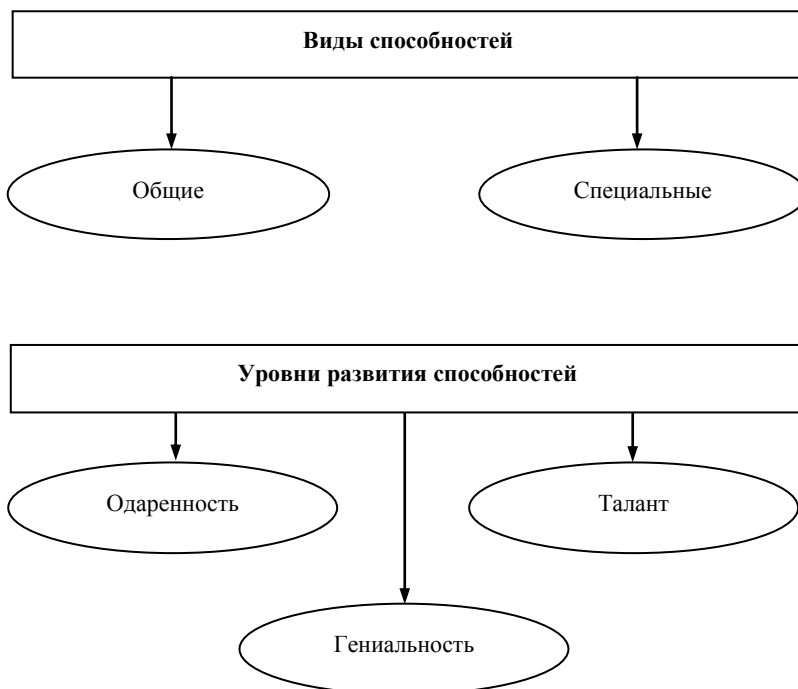 Виды способностей
Общие
Специальные
Уровни развития способностей
Одаренность
Талант
Гениальность